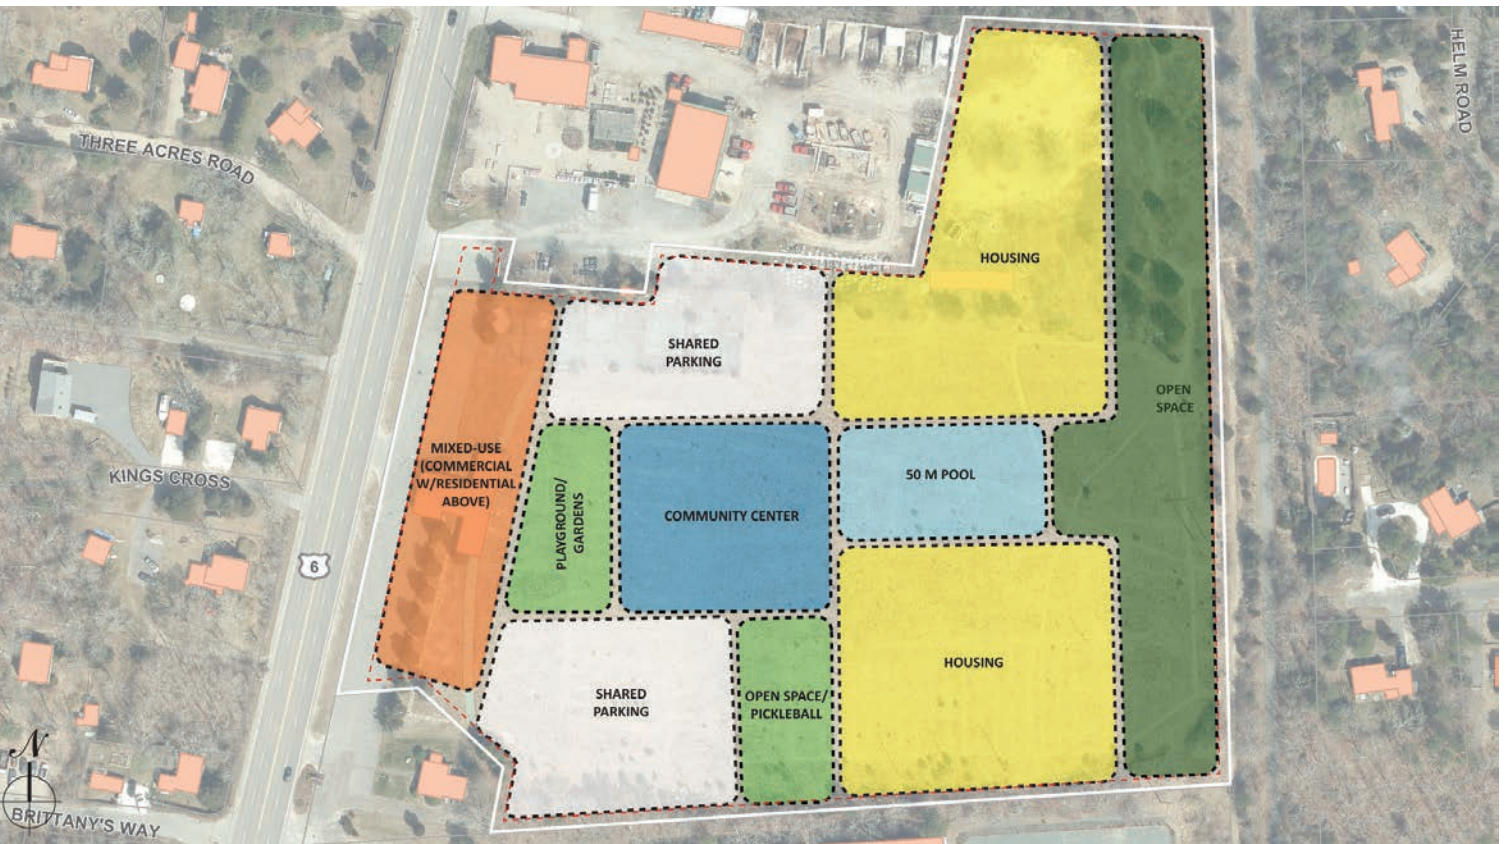 HELM ROAD
THREE ACRES ROAD
HOUSING
SHARED
PARKING
OPEN
SPACE
MIXED-USE
(COMMERCIAL
W/RESIDENTIAL
ABOVE)
KINGS CROSS
50 M POOL
PLAYGROUND/
GARDENS
COMMUNITY CENTER
6
HOUSING
SHARED
PARKING
OPEN SPACE/
PICKLEBALL
N
BRITTANY'S WAY